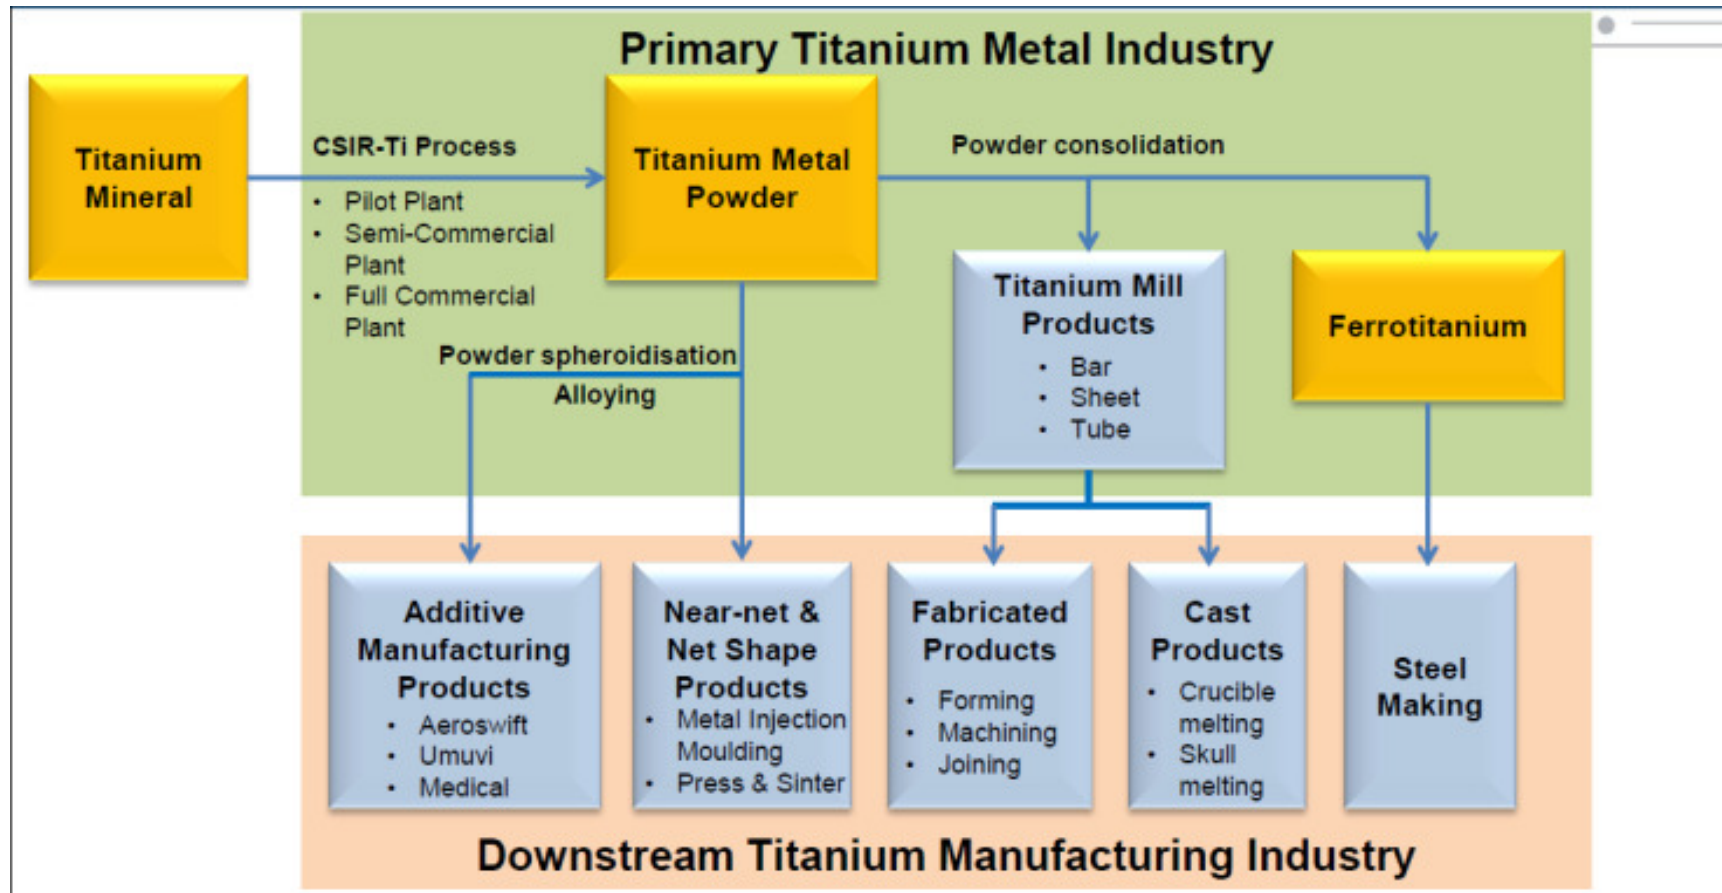 Primary Titanium Metal Industry
Titanium
Mineral
CSIR-Ti Process
• Pilot Plant
• Semi-Commercial
Plant
• Full Commercial
Plant
Titanium Metal
Powder
Powder consolidation
Titanium Mill
Products
• Bar
• Sheet
• Tube
Ferrotitanium
Powder spheroidisation
Alloying
Additive
Manufacturing
Products
• Aeroswift
• Umuvi
• Medical
Near-net &
Net Shape
Products
• Metal Injection
Moulding
• Press & Sinter
Fabricated
Products
• Forming
• Machining
• Joining
Cast
Products
• Crucible
melting
• Skull
melting
Steel
Making
Downstream Titanium Manufacturing Industry